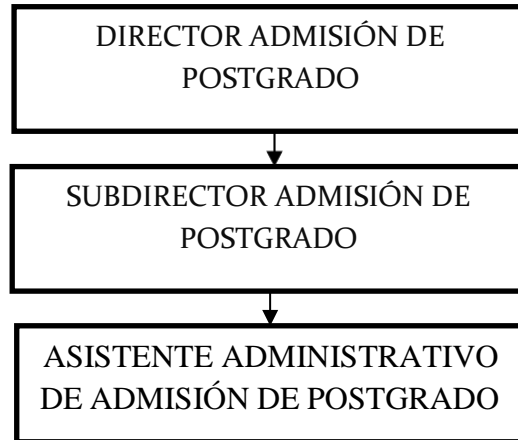 DIRECTOR ADMISIÓN DE
POSTGRADO
SUBDIRECTOR ADMISIÓN DE
POSTGRADO
ASISTENTE ADMINISTRATIVO
DE ADMISIÓN DE POSTGRADO